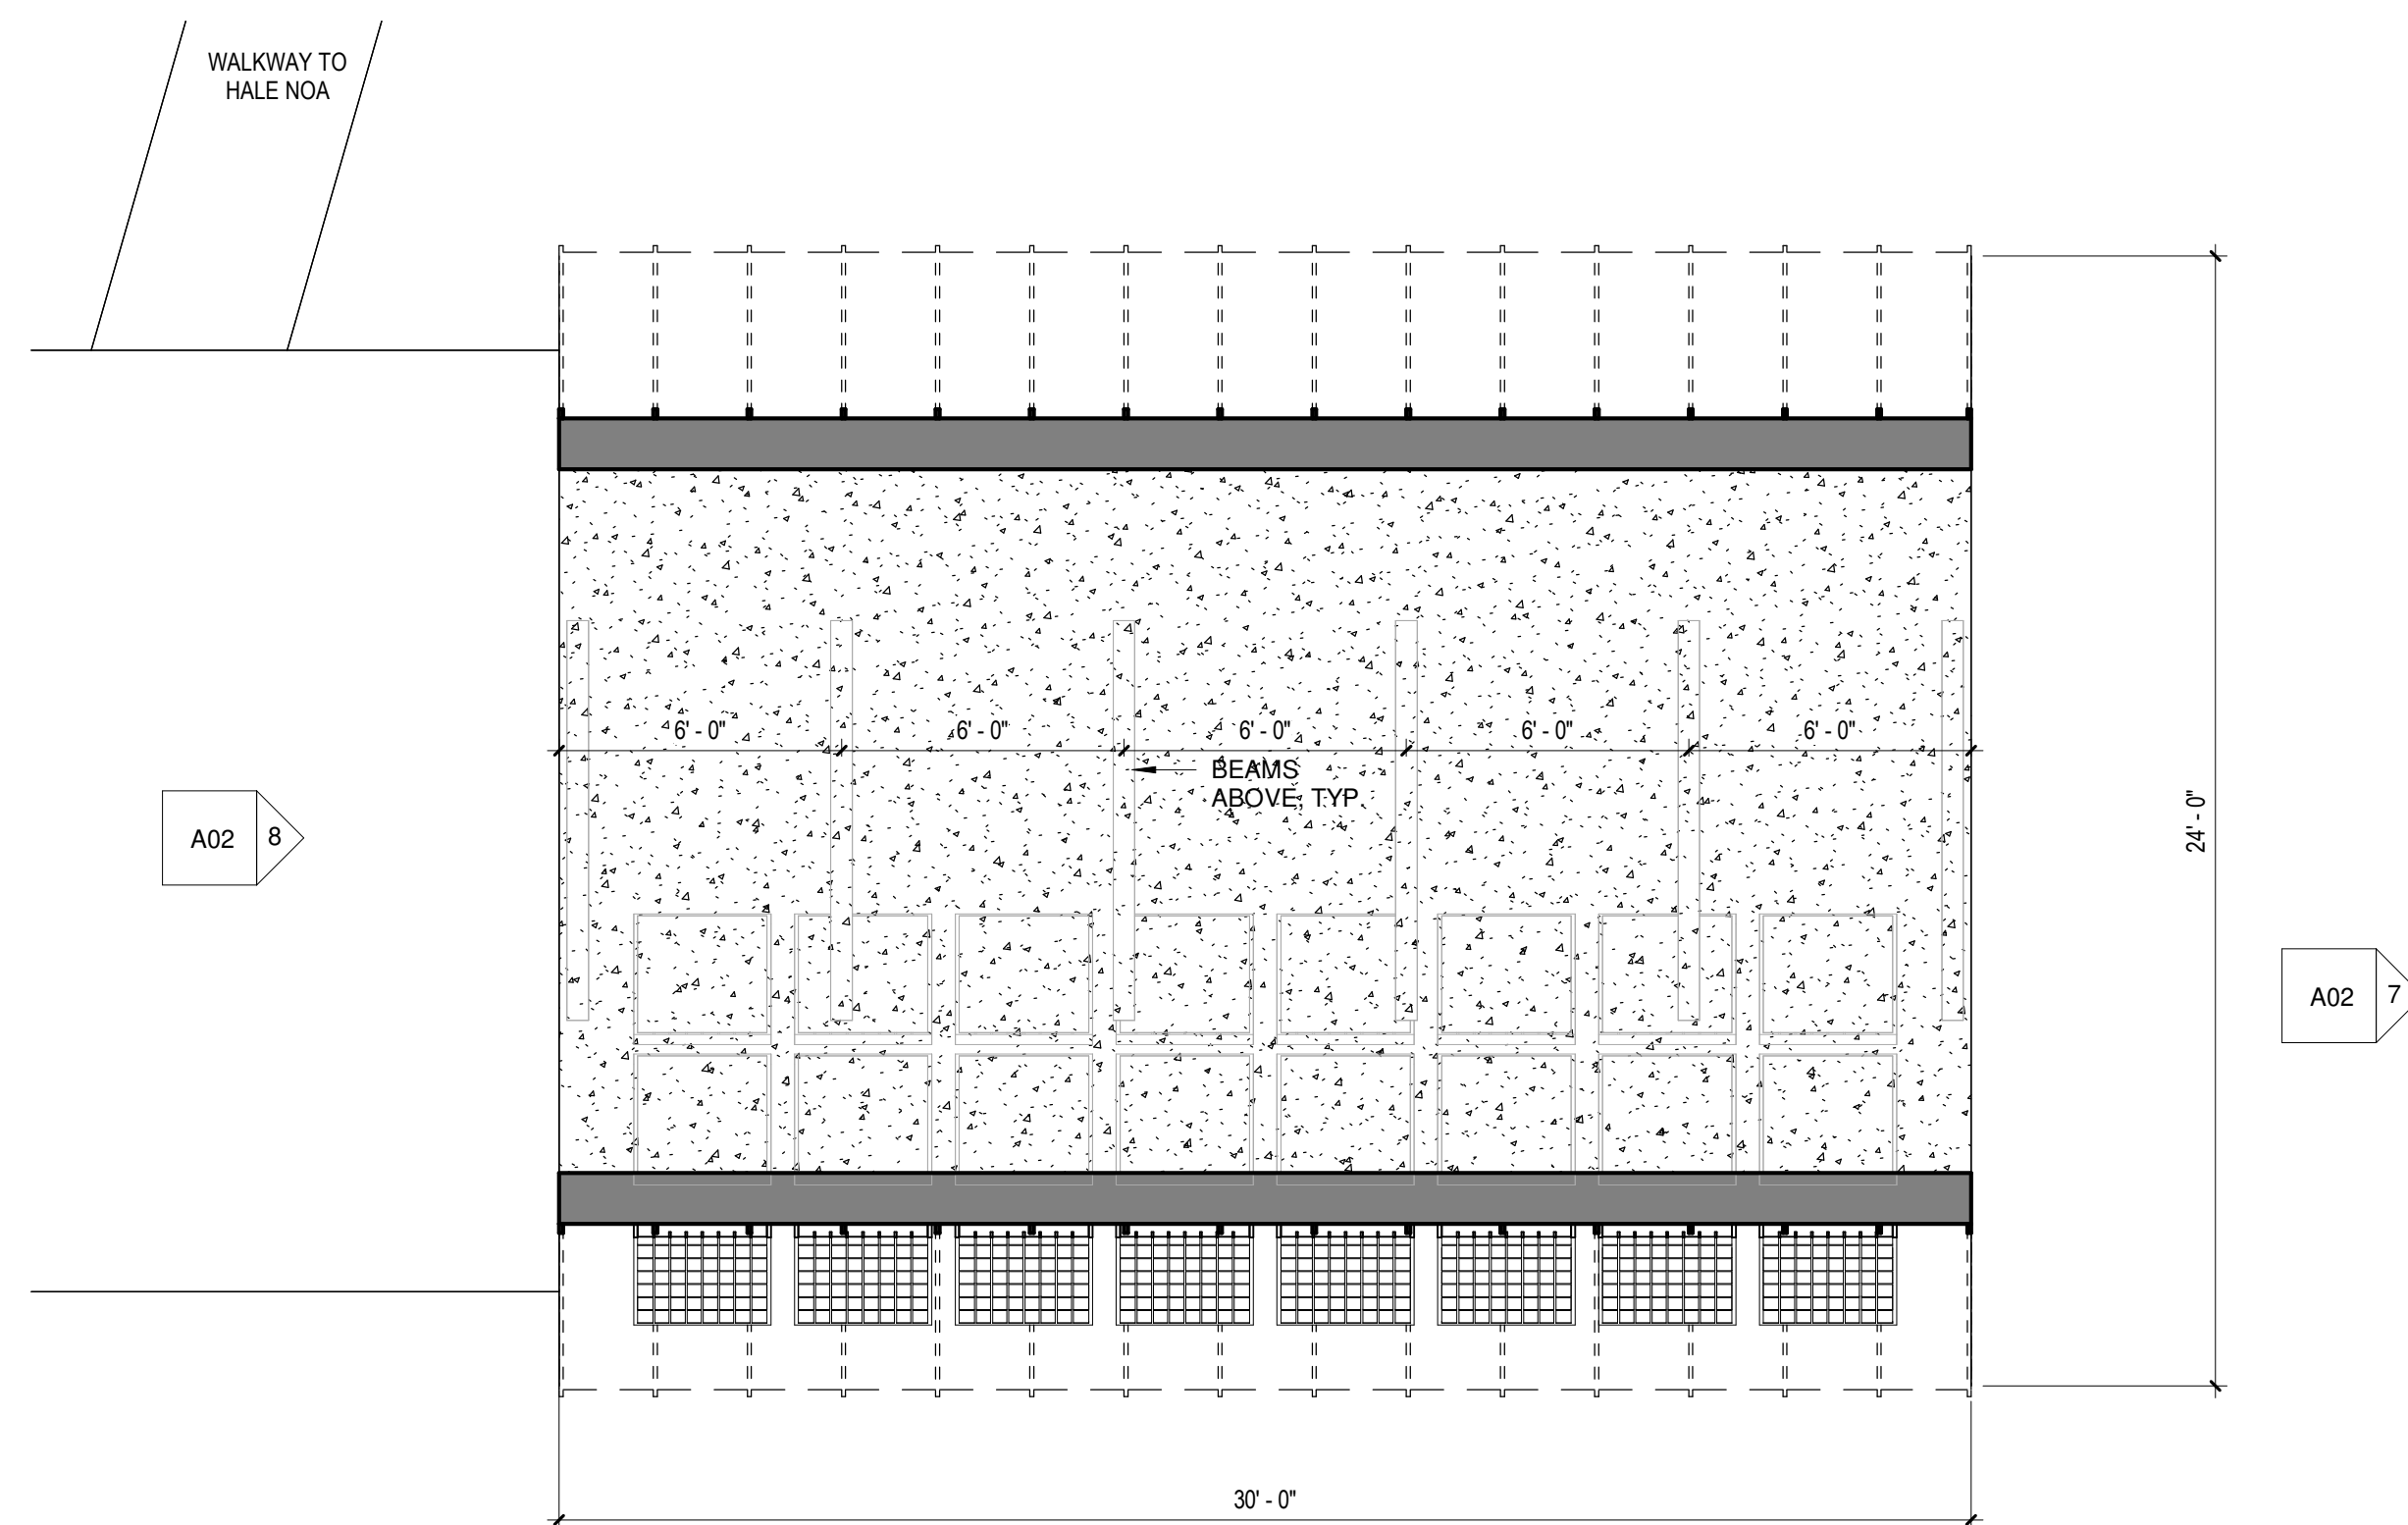 WALKWAY TO
HALE NOA
6' - 0" 6' - 0" 6' - 0" 6' - 0" 6' - 0"
BEAMS
ABOVE, TYP.
A02 8
24' - 0"
A02 7
30' - 0"